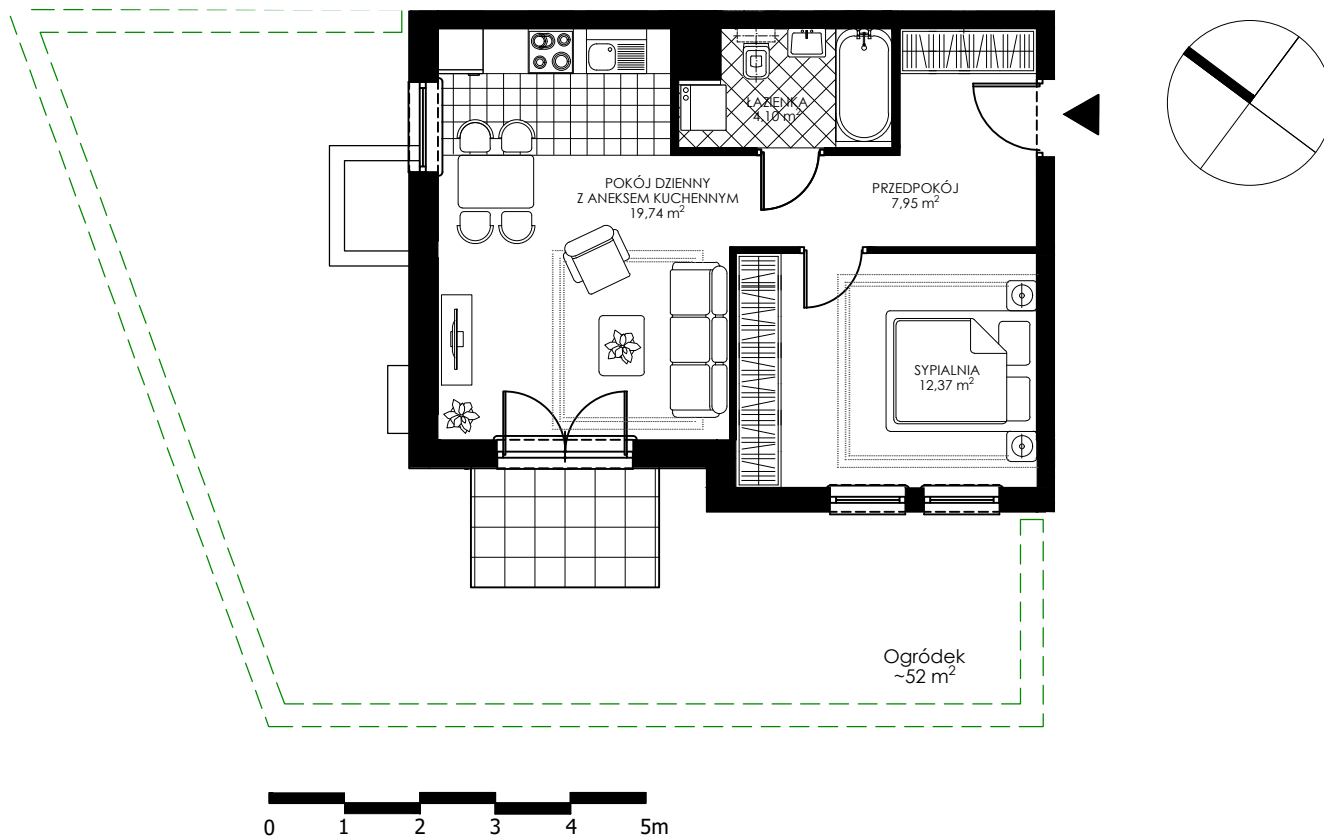 ŁAZIENKA
4,10 m²
POKÓJ DZIENNY
Z ANEKSEM KUCHENNYM
19,74 m²
PRZEDPOKÓJ
7,95 m²
SYPIALNIA
12,37 m²
Ogródek
~52 m²
0 1 2 3 4 5m